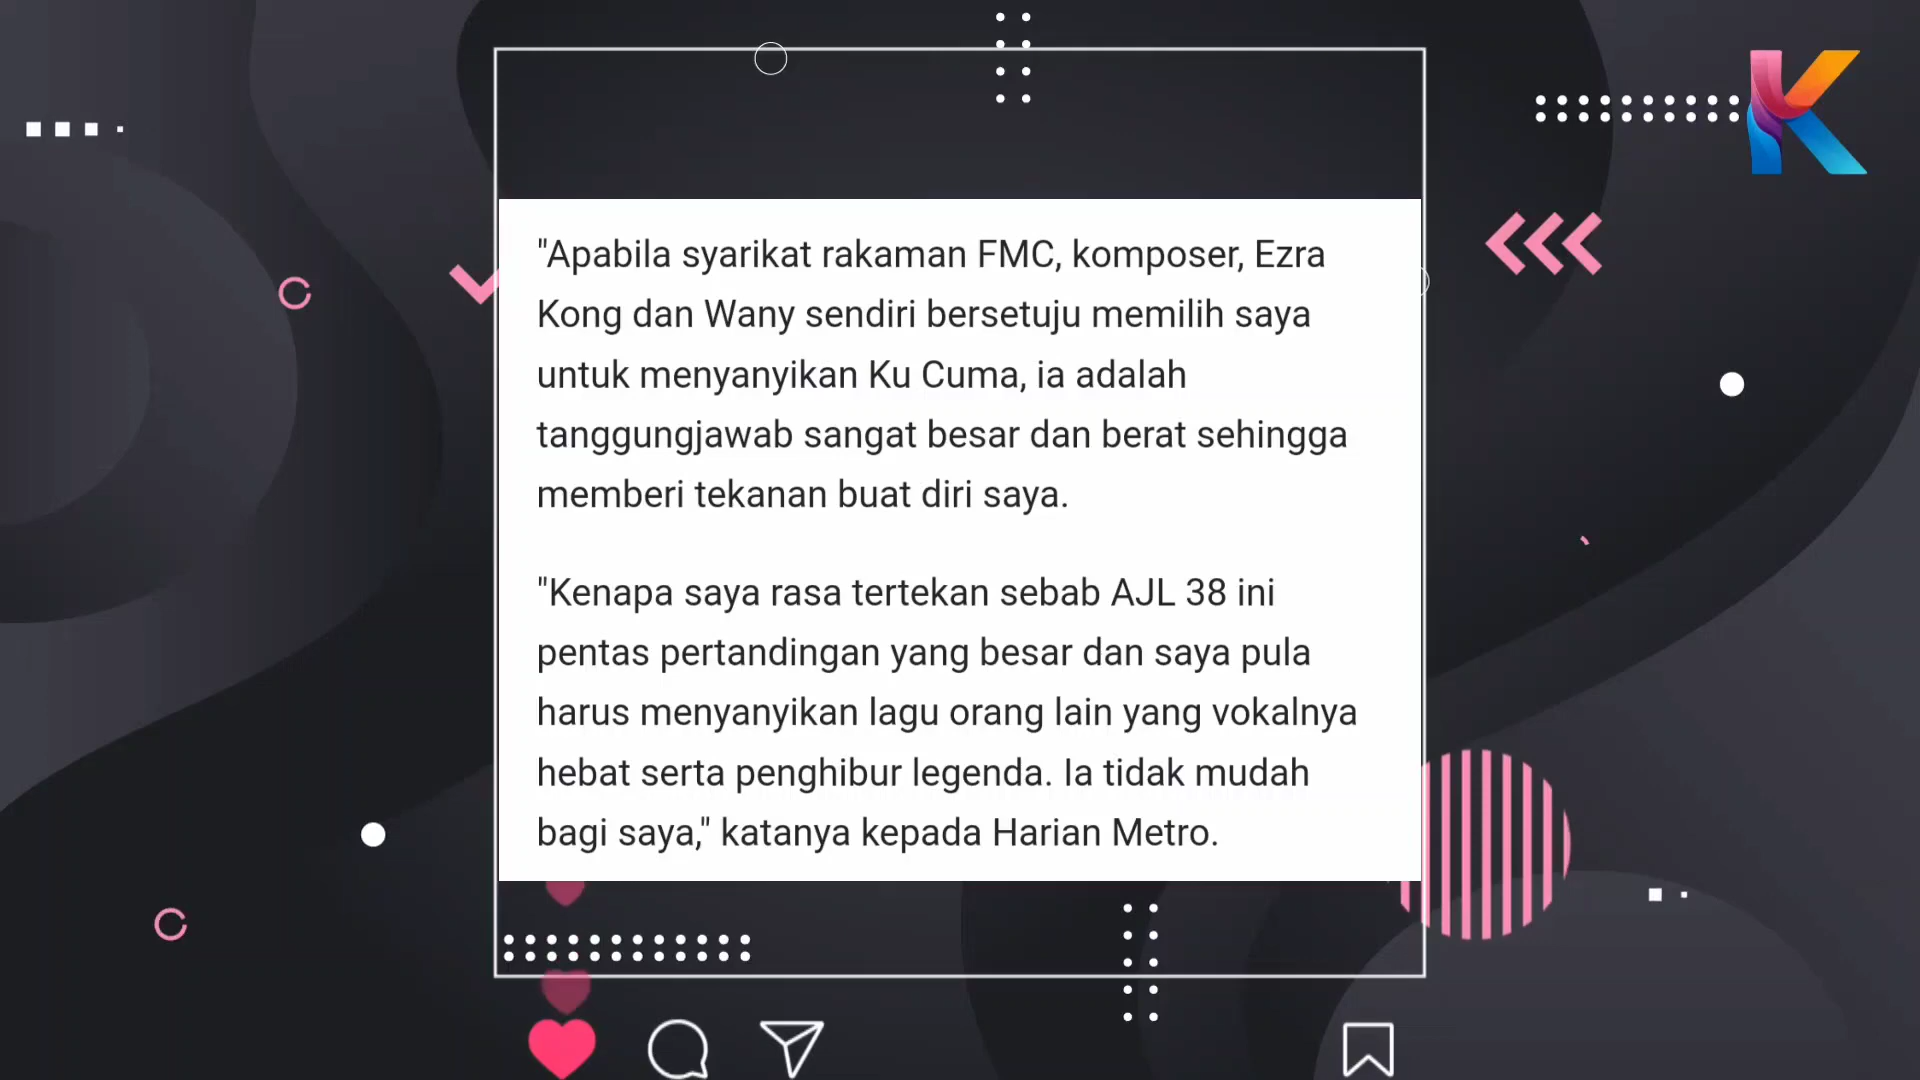 "Apabila syarikat rakaman FMC, komposer, Ezra
Kong dan Wany sendiri bersetuju memilih saya
untuk menyanyikan Ku Cuma, ia adalah
tanggungjawab sangat besar dan berat sehingga
memberi tekanan buat diri saya.
"Kenapa saya rasa tertekan sebab AJL 38 ini
pentas pertandingan yang besar dan saya pula
harus menyanyikan lagu orang lain yang vokalnya
hebat serta penghibur legenda. Ia tidak mudah
bagi saya," katanya kepada Harian Metro.
K